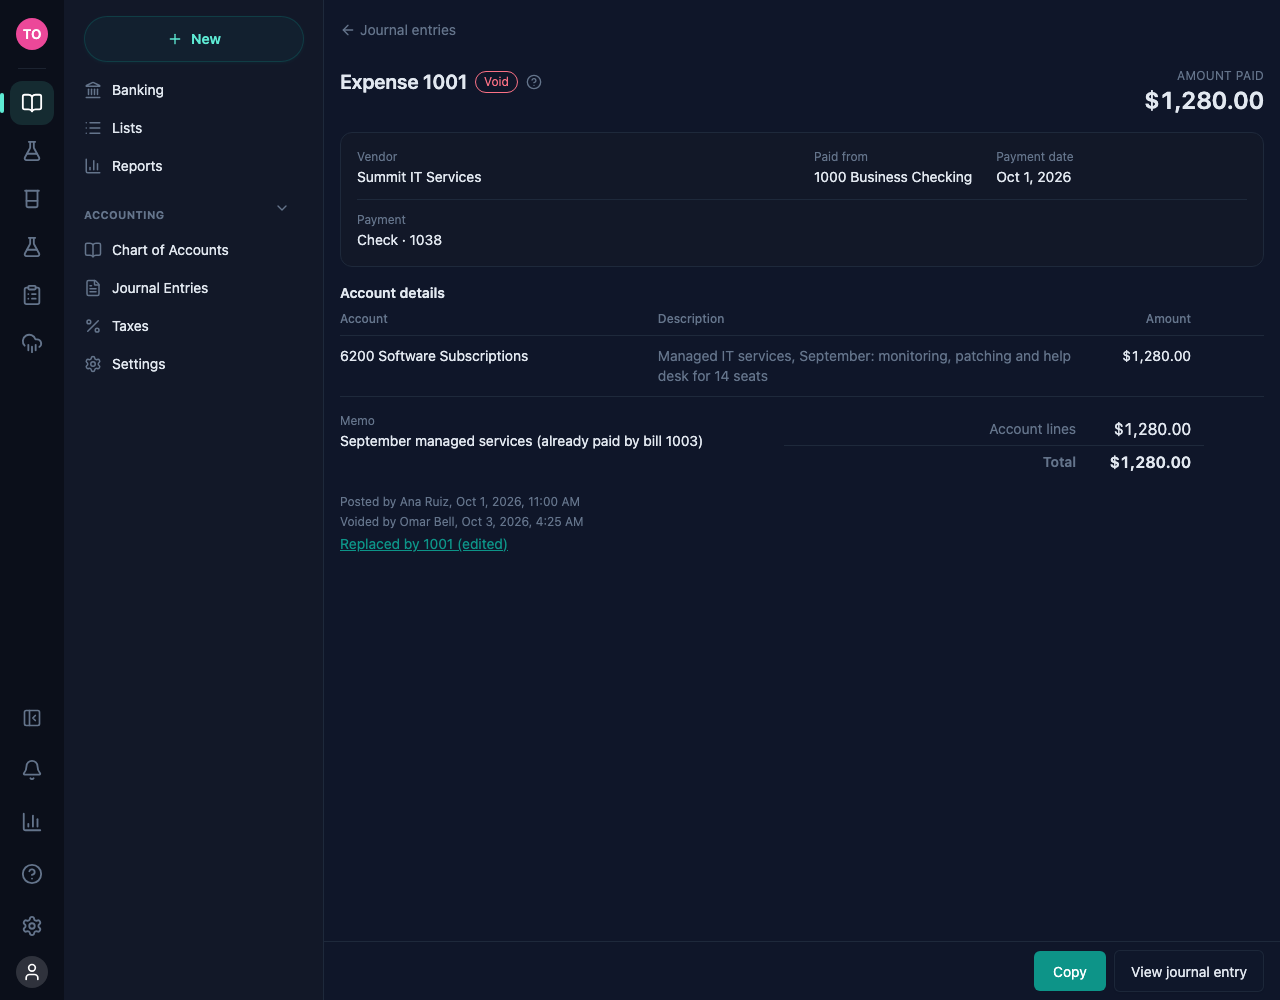 TO
New
Banking
Lists
Reports
ACCOUNTING
Chart of Accounts
Journal Entries
Taxes
Settings
Journal entries
Expense 1001
Void
AMOUNT PAID
$1,280.00
Vendor
Summit IT Services
Paid from
1000 Business Checking
Payment date
Oct 1, 2026
Payment
Check · 1038
Account details
Account Description Amount
6200 Software Subscriptions
Managed IT services, September: monitoring, patching and help
desk for 14 seats
$1,280.00
Memo
September managed services (already paid by bill 1003)
Account lines $1,280.00
Total $1,280.00
Posted by Ana Ruiz, Oct 1, 2026, 11:00 AM
Voided by Omar Bell, Oct 3, 2026, 4:25 AM
Replaced by 1001 (edited)
Copy
View journal entry